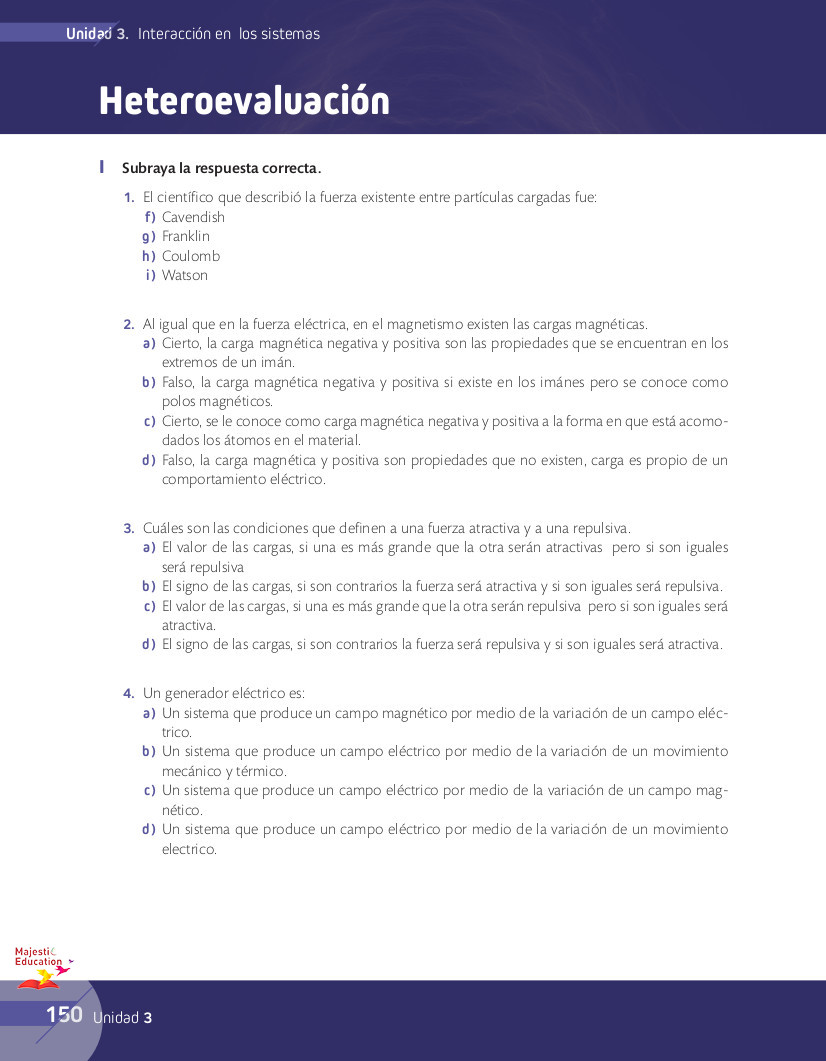 Unidad 3. Interacción en los sistemas
Heteroevaluación
I Subraya la respuesta correcta.
1. El científico que describió la fuerza existente entre partículas cargadas fue:
f) Cavendish
g) Franklin
h) Coulomb
i) Watson
2. Al igual que en la fuerza eléctrica, en el magnetismo existen las cargas magnéticas.
a) Cierto, la carga magnética negativa y positiva son las propiedades que se encuentran en los
extremos de un imán.
b) Falso, la carga magnética negativa y positiva si existe en los imánes pero se conoce como
polos magnéticos.
c) Cierto, se le conoce como carga magnética negativa y positiva a la forma en que está acomo-
dados los átomos en el material.
d) Falso, la carga magnética y positiva son propiedades que no existen, carga es propio de un
comportamiento eléctrico.
3. Cuáles son las condiciones que definen a una fuerza atractiva y a una repulsiva.
a) El valor de las cargas, si una es más grande que la otra serán atractivas pero si son iguales
será repulsiva
b) El signo de las cargas, si son contrarios la fuerza será atractiva y si son iguales será repulsiva.
c) El valor de las cargas, si una es más grande que la otra serán repulsiva pero si son iguales será
atractiva.
d) El signo de las cargas, si son contrarios la fuerza será repulsiva y si son iguales será atractiva.
4. Un generador eléctrico es:
a) Un sistema que produce un campo magnético por medio de la variación de un campo eléc-
trico.
b) Un sistema que produce un campo eléctrico por medio de la variación de un movimiento
mecánico y térmico.
c) Un sistema que produce un campo eléctrico por medio de la variación de un campo mag-
nético.
d) Un sistema que produce un campo eléctrico por medio de la variación de un movimiento
electrico.
Majestic
Education
150 Unidad 3